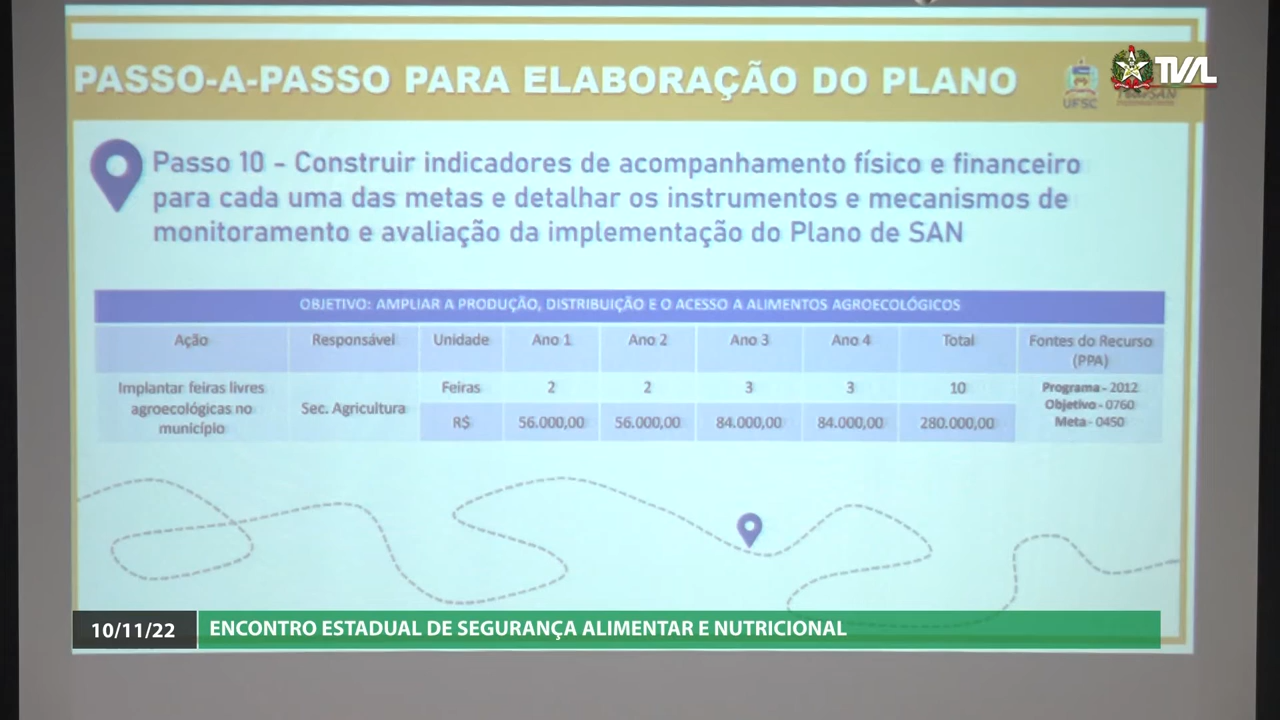 PASSO-A-PASSO PARA ELABORAÇÃO DO PLANO
UFSC
TVAL
Passo 10 - Construir indicadores de acompanhamento físico e financeiro
para cada uma das metas e detalhar os instrumentos e mecanismos de
monitoramento e avaliação da implementação do Plano de SAN
OBJETIVO: AMPLIAR A PRODUÇÃO, DISTRIBUIÇÃO E O ACESSO A ALIMENTOS AGROECOLÓGICOS
Ação Responsável Unidade Ano 1 Ano 2 Ano 3 Ano 4 Total Fontes do Recurso
(PPA)
Implantar feiras livres
agroecológicas no
município
Sec. Agricultura
Feiras 2 2 3 3 10
R$ 56.000,00 56.000,00 84.000,00 84.000,00 280.000,00
Programa - 2012
Objetivo - 0760
Meta - 0450
10/11/22 ENCONTRO ESTADUAL DE SEGURANÇA ALIMENTAR E NUTRICIONAL